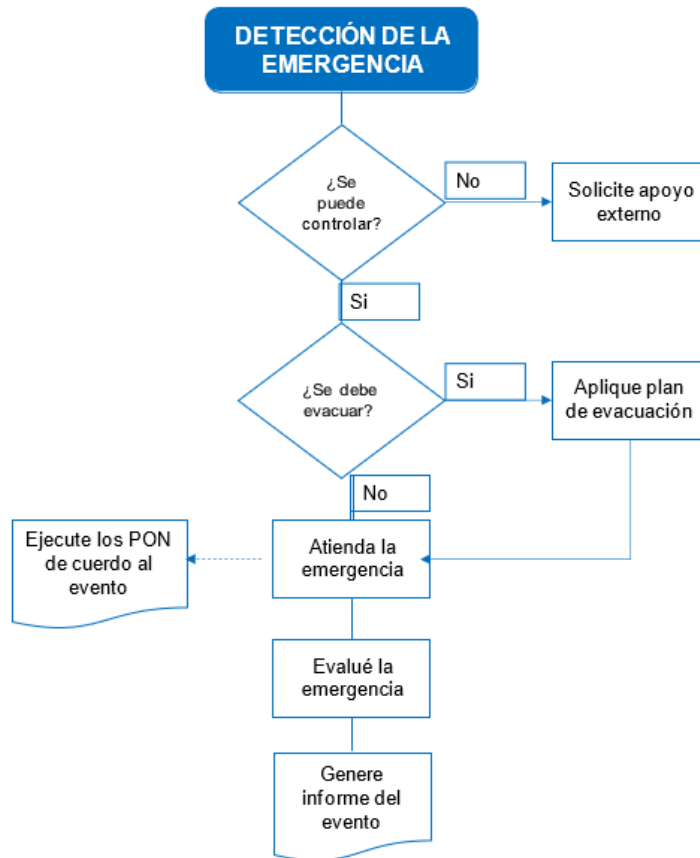 DETECCIÓN DE LA
EMERGENCIA
¿Se
puede
controlar?
No
Solicite apoyo
externo
Si
¿Se debe
evacuar?
Si
Aplique plan
de evacuación
No
Ejecute los PON
de cuerdo al
evento
Atienda la
emergencia
Evalué la
emergencia
Genere
informe del
evento